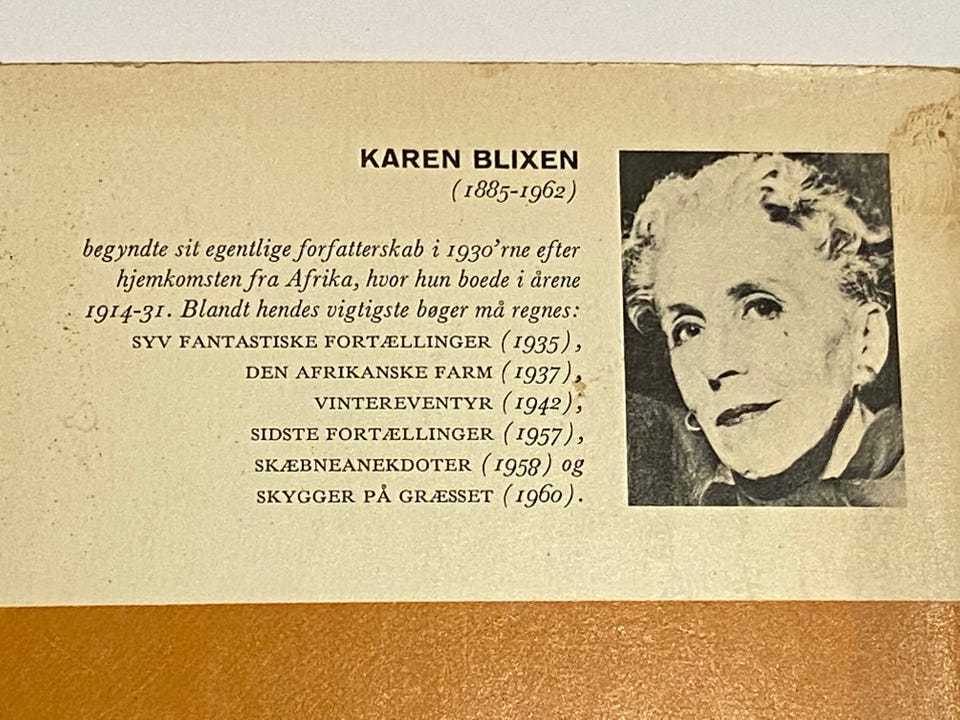 KAREN BLIXEN
(1885-1962)
begyndte sit egentlige forfatterskab i 1930'rne efter
hjemkomsten fra Afrika, hvor hun boede i årene
1914-31. Blandt hendes vigtigste bøger må regnes:
SYV FANTASTISKE FORTÆLLINGER (1935),
DEN AFRIKANSKE FARM (1937),
VINTEREVENTYR (1942),
SIDSTE FORTÆLLINGER (1957),
SKÆBNEANEKDOTER (1958) og
SKYGGER PÅ GRÆSSET (1960).